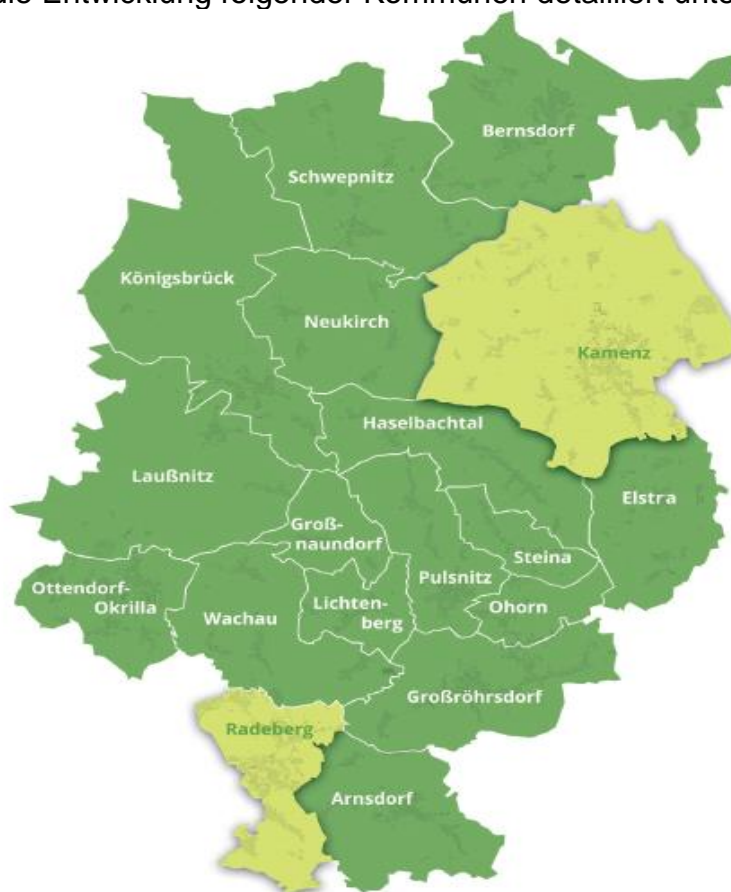 die Entwicklung folgender Kommunen detailliert unte
Bernsdorf
Schwepnitz
Königsbrück
Neukirch
Kamenz
Haselbachtal
Laußnitz
Elstra
Groß-
naundorf
Steina
Pulsnitz
Ottendorf-
Okrilla
Lichten-
berg
Ohorn
Wachau
Großröhrsdorf
Radeberg
Arnsdorf